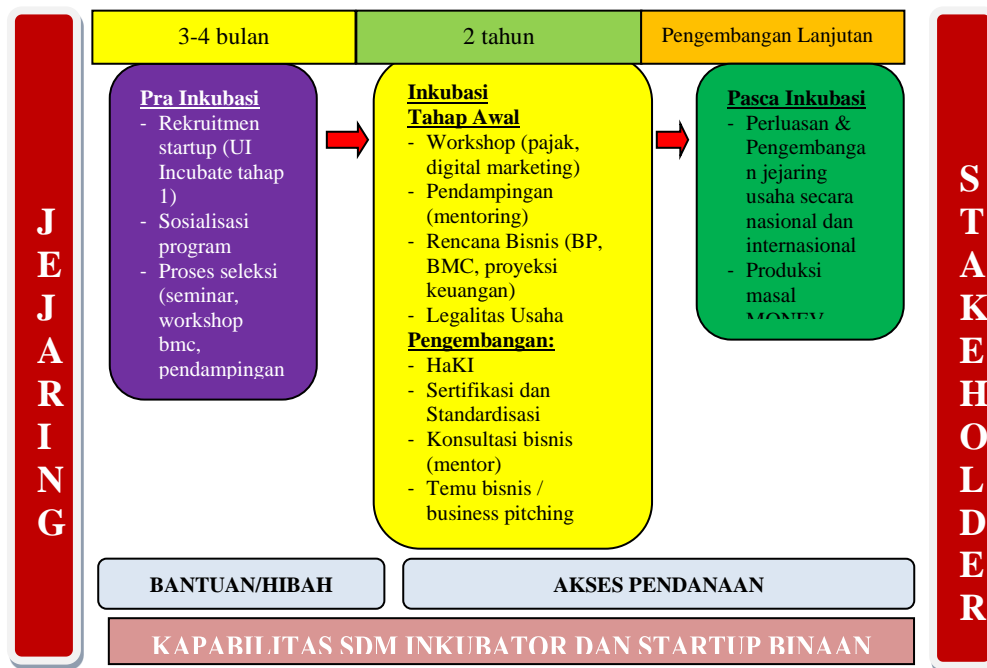 3-4 bulan
2 tahun
Pengembangan Lanjutan
JEJARING
Pra Inkubasi
- Rekruitmen
startup (UI
Incubate tahap
1)
- Sosialisasi
program
- Proses seleksi
(seminar,
workshop
bmc,
pendampingan
Inkubasi
Tahap Awal
- Workshop (pajak,
digital marketing)
- Pendampingan
(mentoring)
- Rencana Bisnis (BP,
BMC, proyeksi
keuangan)
- Legalitas Usaha
Pengembangan:
- HaKI
- Sertifikasi dan
Standardisasi
- Konsultasi bisnis
(mentor)
- Temu bisnis /
business pitching
Pasca Inkubasi
- Perluasan &
Pengembanga
n jejaring
usaha secara
nasional dan
internasional
- Produksi
masal
MONEV
STAKEHOLDER
BANTUAN/HIBAH
AKSES PENDANAAN
KAPABILITAS SDM INKUBATOR DAN STARTUP BINAAN